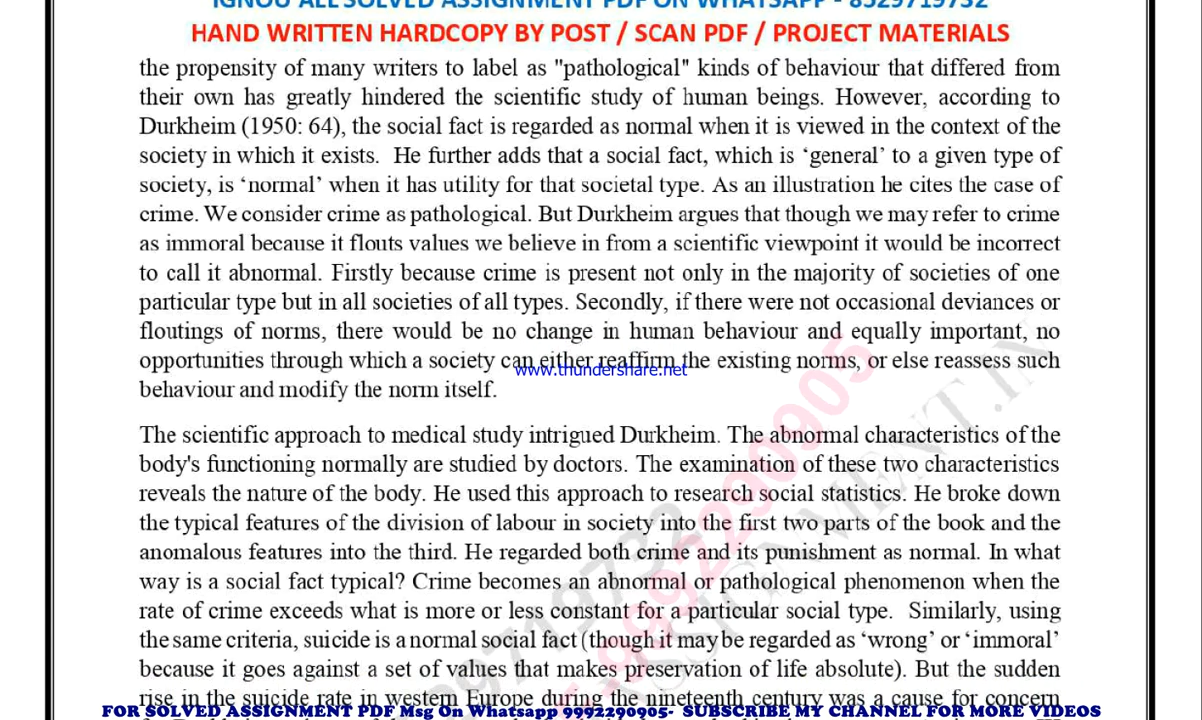 IGNOU ALL SOLVED ASSIGNMENT PDF ON WHATSAPP - 8529719732
HAND WRITTEN HARDCOPY BY POST / SCAN PDF / PROJECT MATERIALS
the propensity of many writers to label as "pathological" kinds of behaviour that differed from
their own has greatly hindered the scientific study of human beings. However, according to
Durkheim (1950: 64), the social fact is regarded as normal when it is viewed in the context of the
society in which it exists. He further adds that a social fact, which is ‘general’ to a given type of
society, is ‘normal’ when it has utility for that societal type. As an illustration he cites the case of
crime. We consider crime as pathological. But Durkheim argues that though we may refer to crime
as immoral because it flouts values we believe in from a scientific viewpoint it would be incorrect
to call it abnormal. Firstly because crime is present not only in the majority of societies of one
particular type but in all societies of all types. Secondly, if there were not occasional deviances or
floutings of norms, there would be no change in human behaviour and equally important, no
opportunities through which a society can either reaffirm the existing norms, or else reassess such
www.thundershare.net
behaviour and modify the norm itself.
The scientific approach to medical study intrigued Durkheim. The abnormal characteristics of the
body's functioning normally are studied by doctors. The examination of these two characteristics
reveals the nature of the body. He used this approach to research social statistics. He broke down
the typical features of the division of labour in society into the first two parts of the book and the
anomalous features into the third. He regarded both crime and its punishment as normal. In what
way is a social fact typical? Crime becomes an abnormal or pathological phenomenon when the
rate of crime exceeds what is more or less constant for a particular social type. Similarly, using
the same criteria, suicide is a normal social fact (though it may be regarded as ‘wrong’ or ‘immoral’
because it goes against a set of values that makes preservation of life absolute). But the sudden
rise in the suicide rate in western Europe during the nineteenth century was a cause for concern
FOR SOLVED ASSIGNMENT PDF Msg On Whatsapp 9992290905- SUBSCRIBE MY CHANNEL FOR MORE VIDEOS